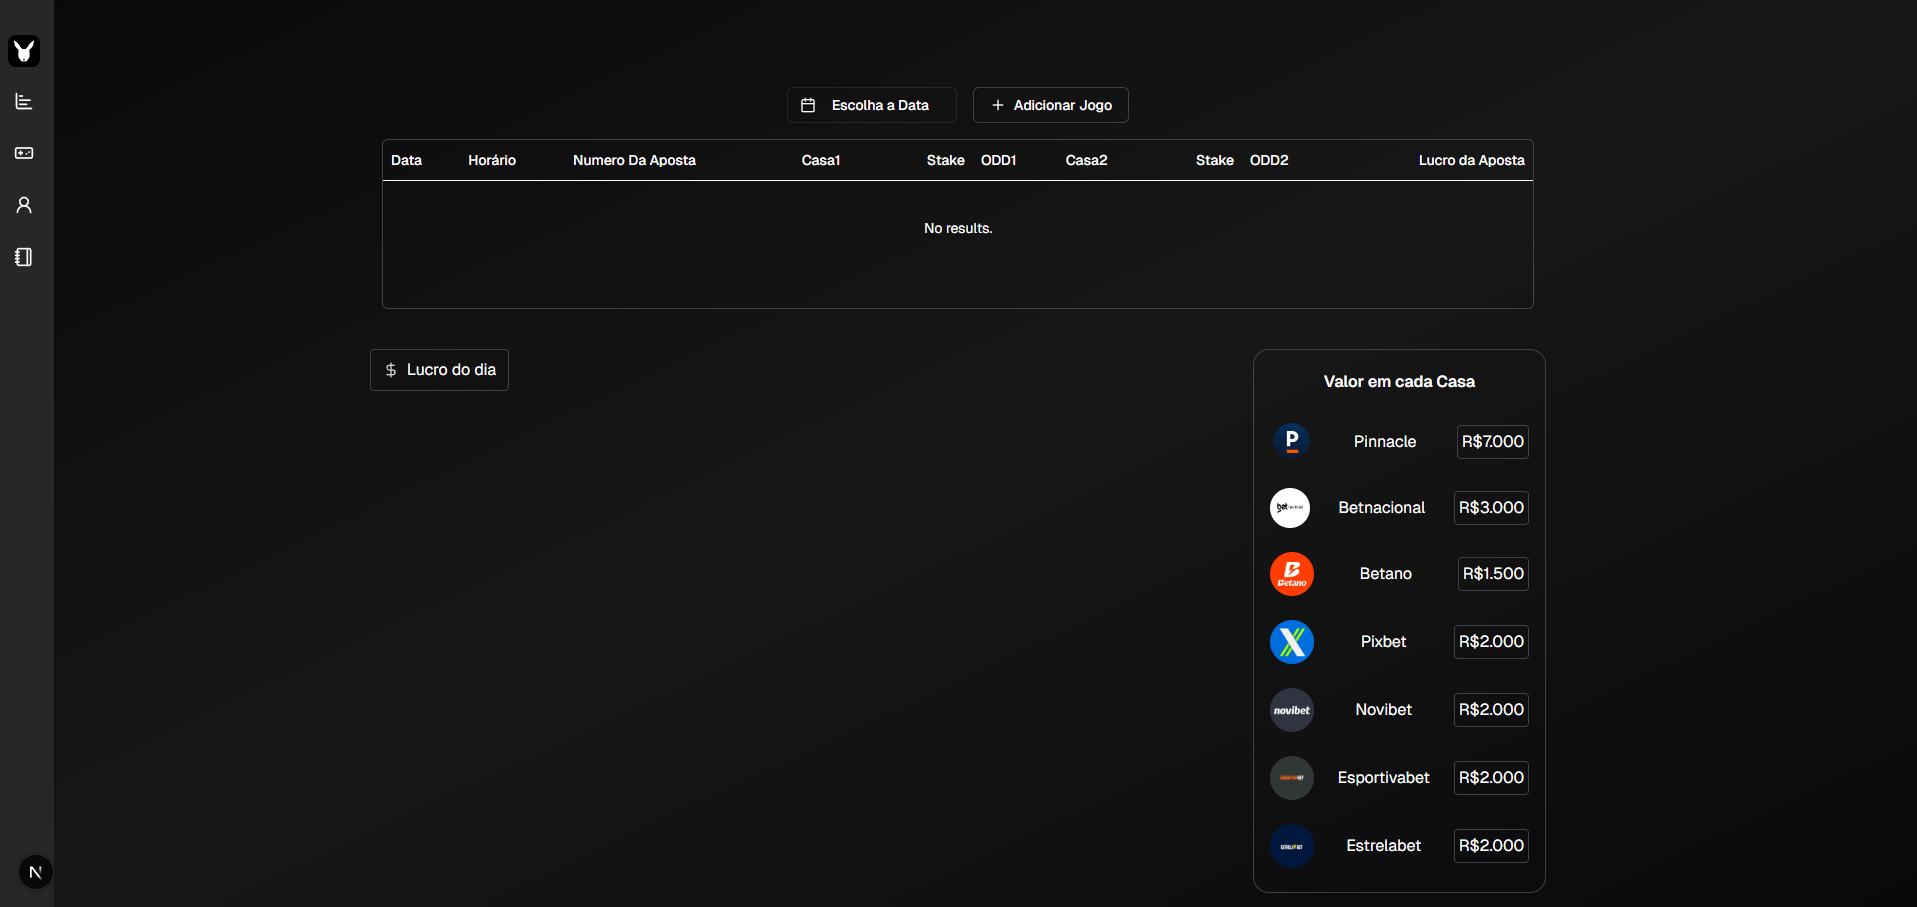 Escolha a Data
Adicionar Jogo
Data Horário Numero Da Aposta Casa1 Stake ODD1 Casa2 Stake ODD2 Lucro da Aposta
No results.
$ Lucro do dia
Valor em cada Casa
P Pinnacle R$7.000
bet Betnacional R$3.000
Betano Betano R$1.500
X Pixbet R$2.000
novibet Novibet R$2.000
Esportivabet R$2.000
Estrelabet R$2.000
N